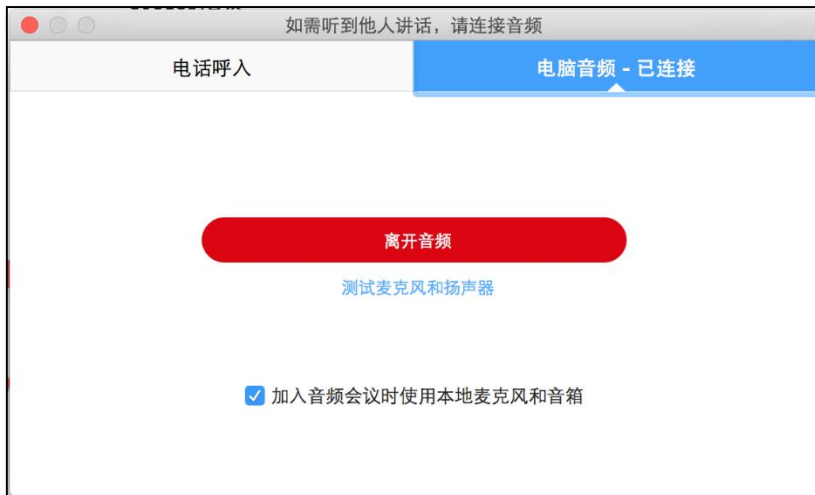 如需听到他人讲话，请连接音频
电话呼入
电脑音频 - 已连接
离开音频
测试麦克风和扬声器
加入音频会议时使用本地麦克风和音箱